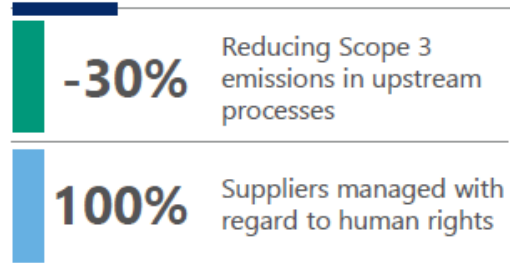 -30%
Reducing Scope 3
emissions in upstream
processes
100%
Suppliers managed with
regard to human rights